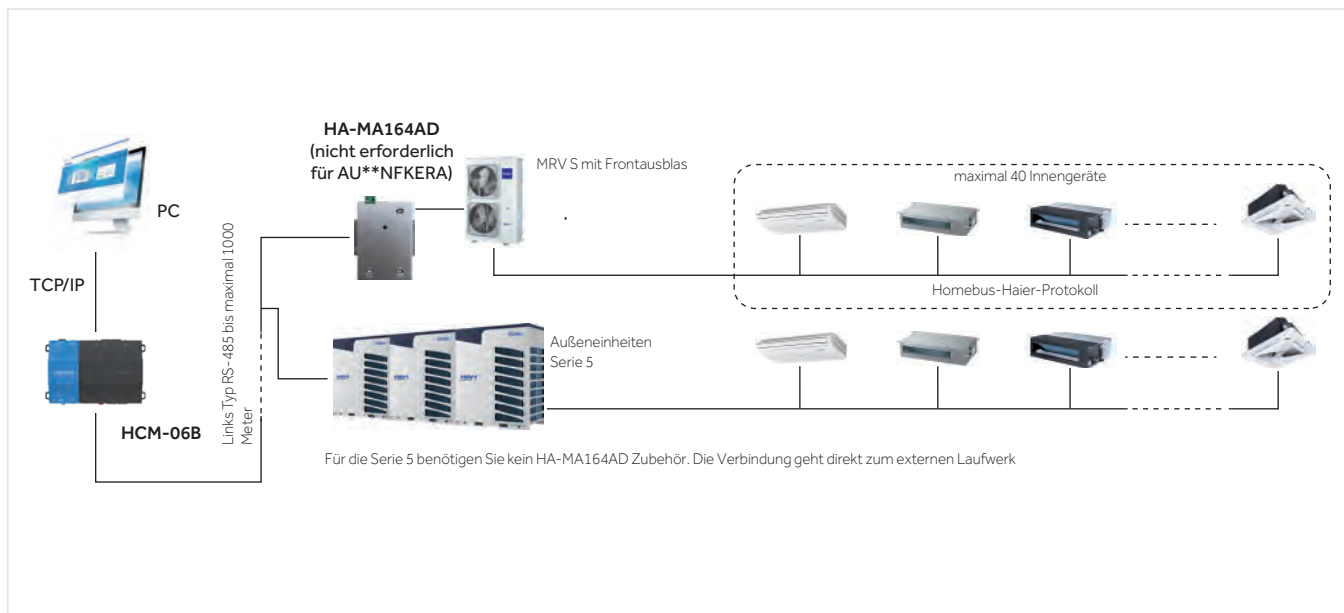 HA-MA164AD
(nicht erforderlich
für AU**NFKERA)
MRV S mit Frontausblas
maximal 40 Innengeräte
PC
TCP/IP
Links Typ RS-485 bis maximal 1000
Meter
Homebus-Haier-Protokoll
Außeneinheiten
Serie 5
HCM-06B
Für die Serie 5 benötigen Sie kein HA-MA164AD Zubehör. Die Verbindung geht direkt zum externen Laufwerk